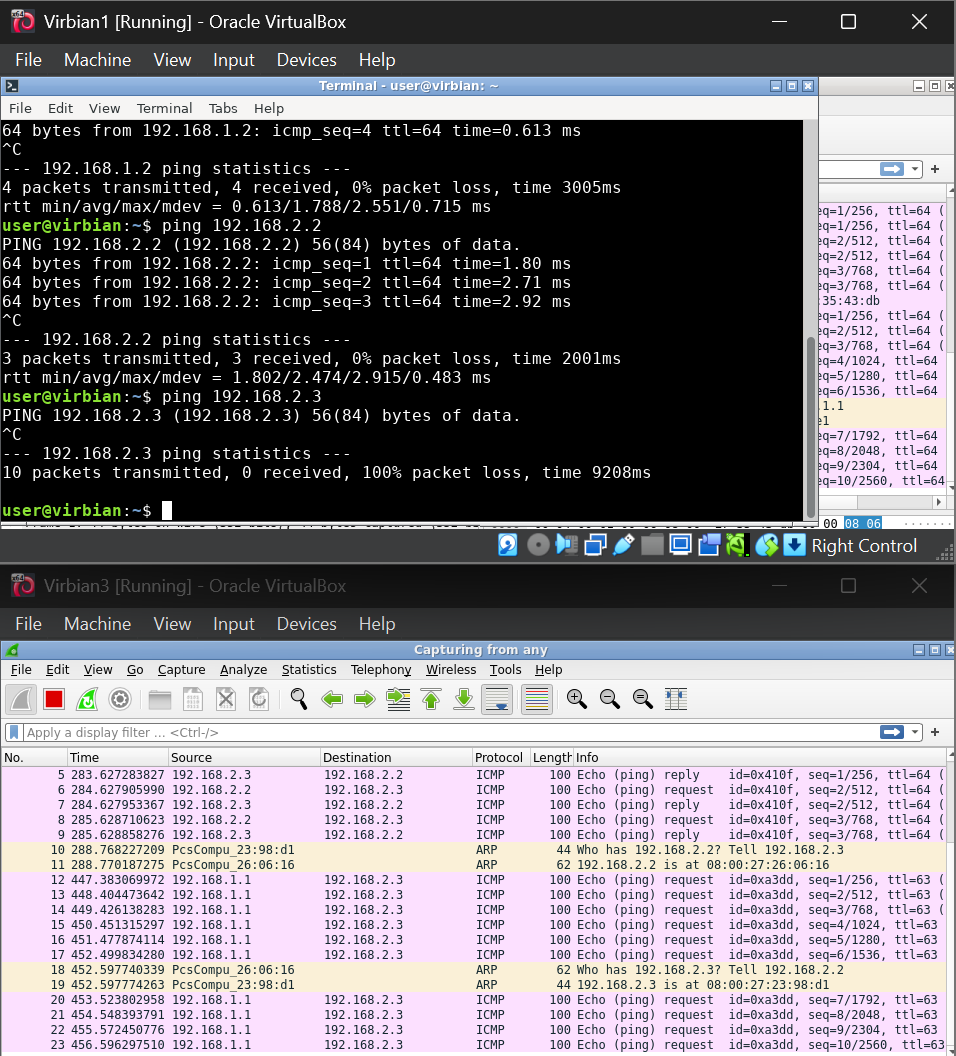 Virbian1 [Running] - Oracle VirtualBox
File Machine View Input Devices Help
Terminal - user@virbian: ~
File Edit View Terminal Tabs Help
64 bytes from 192.168.1.2: icmp_seq=4 ttl=64 time=0.613 ms
^C
--- 192.168.1.2 ping statistics ---
4 packets transmitted, 4 received, 0% packet loss, time 3005ms
rtt min/avg/max/mdev = 0.613/1.788/2.551/0.715 ms
user@virbian:~$ ping 192.168.2.2
PING 192.168.2.2 (192.168.2.2) 56(84) bytes of data.
64 bytes from 192.168.2.2: icmp_seq=1 ttl=64 time=1.80 ms
64 bytes from 192.168.2.2: icmp_seq=2 ttl=64 time=2.71 ms
64 bytes from 192.168.2.2: icmp_seq=3 ttl=64 time=2.92 ms
^C
--- 192.168.2.2 ping statistics ---
3 packets transmitted, 3 received, 0% packet loss, time 2001ms
rtt min/avg/max/mdev = 1.802/2.474/2.915/0.483 ms
user@virbian:~$ ping 192.168.2.3
PING 192.168.2.3 (192.168.2.3) 56(84) bytes of data.
^C
--- 192.168.2.3 ping statistics ---
10 packets transmitted, 0 received, 100% packet loss, time 9208ms
user@virbian:~$
eq=1/256, ttl=64 (
eq=1/256, ttl=64 (
eq=2/512, ttl=64 (
eq=2/512, ttl=64 (
eq=3/768, ttl=64 (
eq=3/768, ttl=64 (
:35:43:db
eq=1/256, ttl=64 (
eq=2/512, ttl=64 (
eq=3/768, ttl=64 (
eq=4/1024, ttl=64
eq=5/1280, ttl=64
eq=6/1536, ttl=64
.1.1
e1
eq=7/1792, ttl=64
eq=8/2048, ttl=64
eq=9/2304, ttl=64
eq=10/2560, ttl=64
00 08 06
Right Control
Virbian3 [Running] - Oracle VirtualBox
File Machine View Input Devices Help
Capturing from any
File Edit View Go Capture Analyze Statistics Telephony Wireless Tools Help
Apply a display filter ... <Ctrl-/>
No. Time Source Destination Protocol Length Info
5 283.627283827 192.168.2.3 192.168.2.2 ICMP 100 Echo (ping) reply id=0x410f, seq=1/256, ttl=64 (
6 284.627905990 192.168.2.2 192.168.2.3 ICMP 100 Echo (ping) request id=0x410f, seq=2/512, ttl=64 (
7 284.627953367 192.168.2.3 192.168.2.2 ICMP 100 Echo (ping) reply id=0x410f, seq=2/512, ttl=64 (
8 285.628710623 192.168.2.2 192.168.2.3 ICMP 100 Echo (ping) request id=0x410f, seq=3/768, ttl=64 (
9 285.628858276 192.168.2.3 192.168.2.2 ICMP 100 Echo (ping) reply id=0x410f, seq=3/768, ttl=64 (
10 288.768227209 PcsCompu_23:98:d1 ARP 44 Who has 192.168.2.2? Tell 192.168.2.3
11 288.770187275 PcsCompu_26:06:16 ARP 62 192.168.2.2 is at 08:00:27:26:06:16
12 447.383069972 192.168.1.1 192.168.2.3 ICMP 100 Echo (ping) request id=0xa3dd, seq=1/256, ttl=63 (
13 448.404473642 192.168.1.1 192.168.2.3 ICMP 100 Echo (ping) request id=0xa3dd, seq=2/512, ttl=63 (
14 449.426138283 192.168.1.1 192.168.2.3 ICMP 100 Echo (ping) request id=0xa3dd, seq=3/768, ttl=63 (
15 450.451315297 192.168.1.1 192.168.2.3 ICMP 100 Echo (ping) request id=0xa3dd, seq=4/1024, ttl=63
16 451.477874114 192.168.1.1 192.168.2.3 ICMP 100 Echo (ping) request id=0xa3dd, seq=5/1280, ttl=63
17 452.499834280 192.168.1.1 192.168.2.3 ICMP 100 Echo (ping) request id=0xa3dd, seq=6/1536, ttl=63
18 452.597740339 PcsCompu_26:06:16 ARP 62 Who has 192.168.2.3? Tell 192.168.2.2
19 452.597774263 PcsCompu_23:98:d1 ARP 44 192.168.2.3 is at 08:00:27:23:98:d1
20 453.523802958 192.168.1.1 192.168.2.3 ICMP 100 Echo (ping) request id=0xa3dd, seq=7/1792, ttl=63
21 454.548393791 192.168.1.1 192.168.2.3 ICMP 100 Echo (ping) request id=0xa3dd, seq=8/2048, ttl=63
22 455.572450776 192.168.1.1 192.168.2.3 ICMP 100 Echo (ping) request id=0xa3dd, seq=9/2304, ttl=63
23 456.596297510 192.168.1.1 192.168.2.3 ICMP 100 Echo (ping) request id=0xa3dd, seq=10/2560, ttl=63